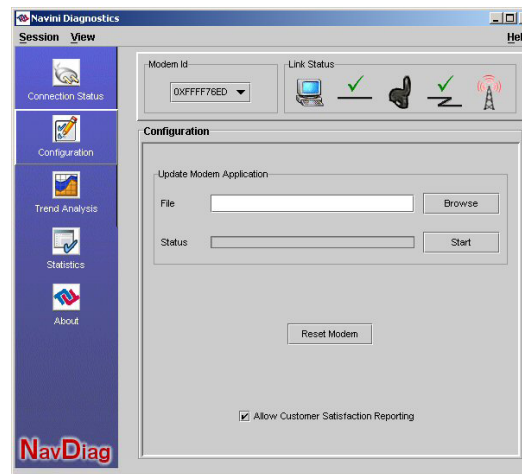 Navini Diagnostics
Session View Hel
Modem Id
Link Status
0XFFFF76ED
Connection Status
Configuration
Configuration
Update Modem Application
File Browse
Trend Analysis
Status Start
Statistics
About
Reset Modem
Allow Customer Satisfaction Reporting
NavDiag